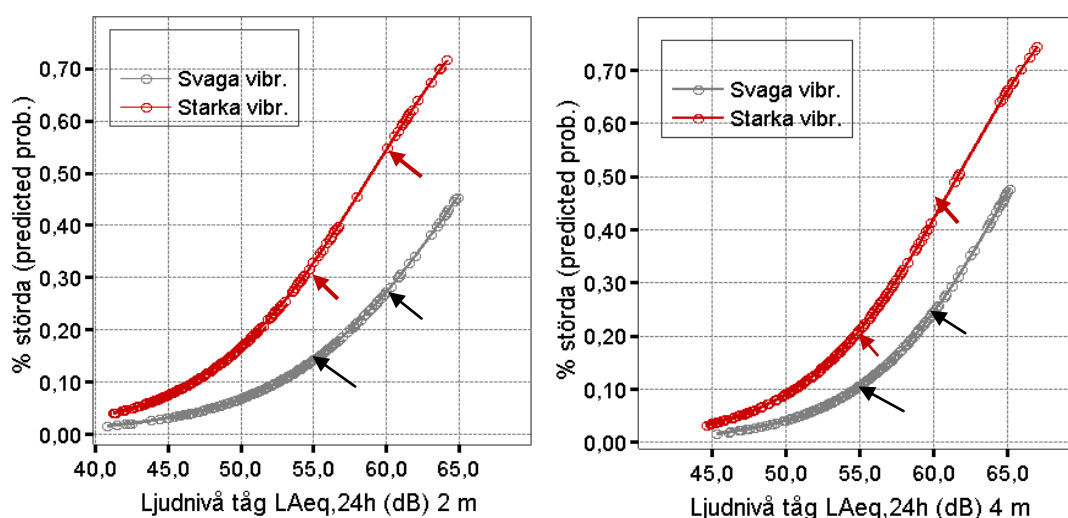 % störda (predicted prob.)
0,70
0,60
0,50
0,40
0,30
0,20
0,10
0,00
Svaga vibr.
Starka vibr.
40,0 45,0 50,0 55,0 60,0 65,0
Ljudnivå tåg LAeq,24h (dB) 2 m
% störda (predicted prob.)
0,70
0,60
0,50
0,40
0,30
0,20
0,10
0,00
Svaga vibr.
Starka vibr.
45,0 50,0 55,0 60,0 65,0
Ljudnivå tåg LAeq,24h (dB) 4 m